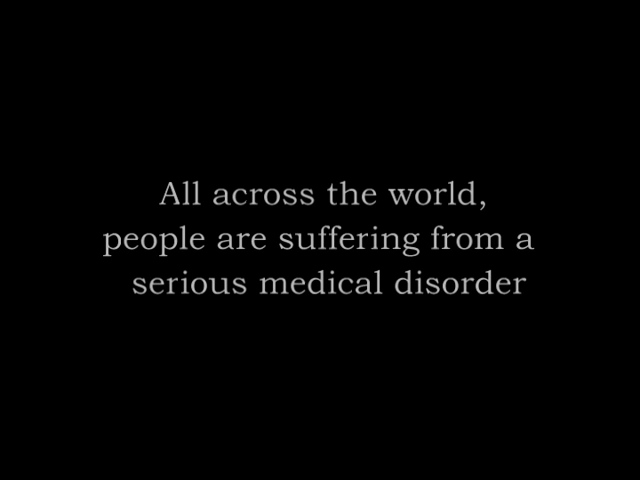 All across the world,
people are suffering from a
serious medical disorder